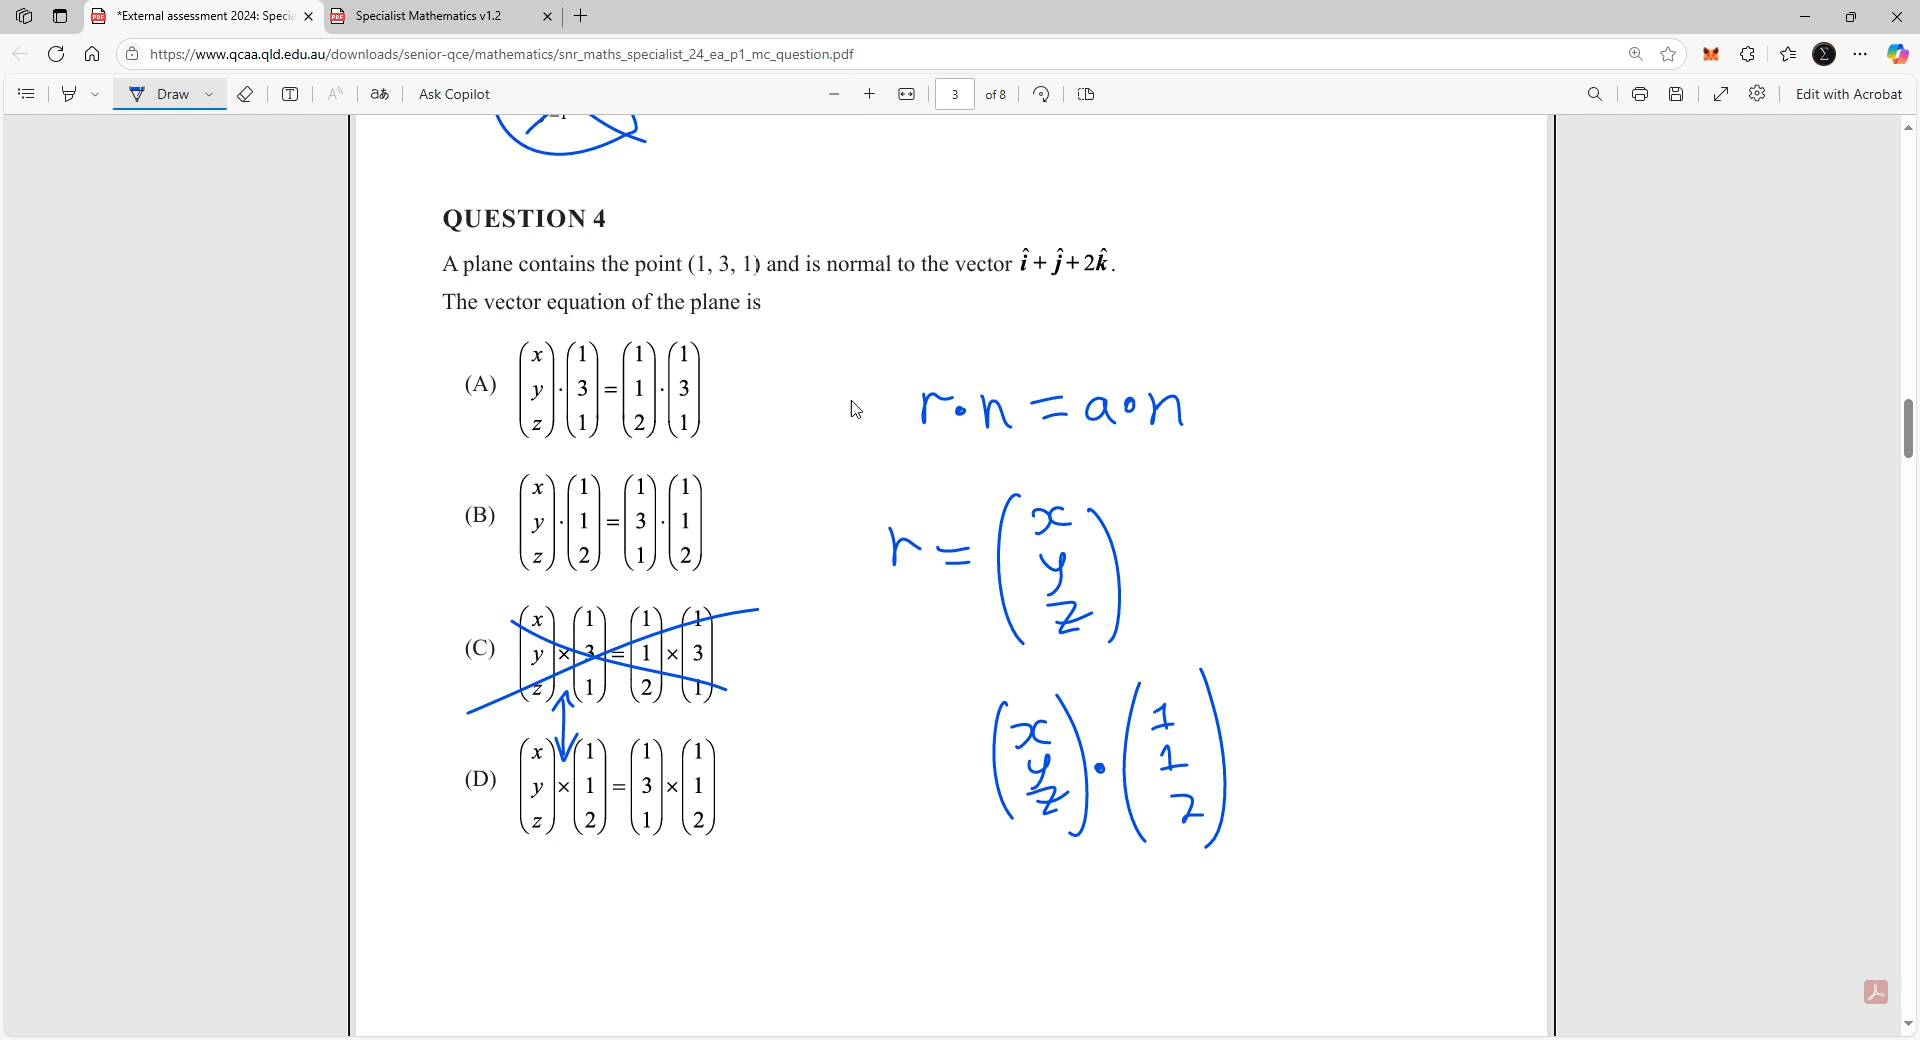 *External assessment 2024: Specia
Specialist Mathematics v1.2
https://www.qcaa.qld.edu.au/downloads/senior-qce/mathematics/snr_maths_specialist_24_ea_p1_mc_question.pdf
Draw
aあ
Ask Copilot
3 of 8
Edit with Acrobat
QUESTION 4
A plane contains the point (1, 3, 1) and is normal to the vector î + ĵ + 2k̂.
The vector equation of the plane is
(A) (x y z) · (1 3 1) = (1 1 2) · (1 3 1)
r · n = a · n
(B) (x y z) · (1 1 2) = (1 3 1) · (1 1 2)
r = (x y z)
(C) (x y z) × (1 3 1) = (1 1 2) × (1 3 1)
(D) (x y z) × (1 1 2) = (1 3 1) × (1 1 2)
(x y z) · (1 1 2)